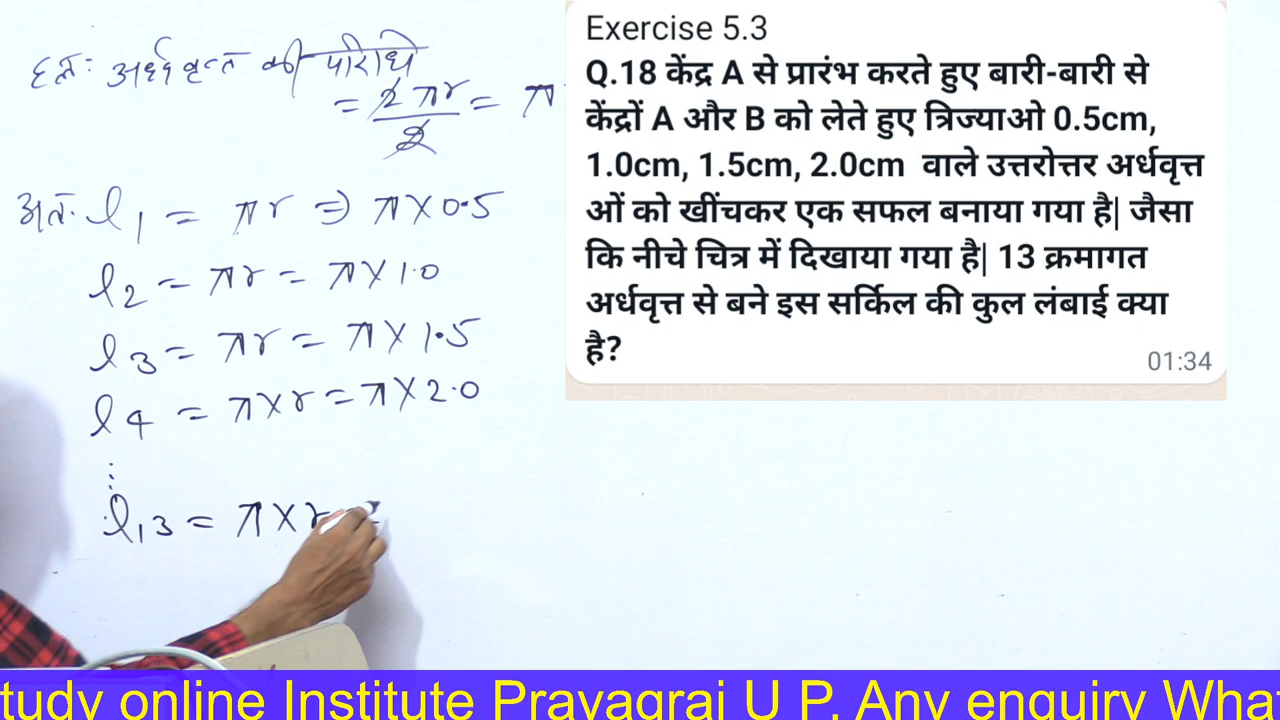 हल: अर्धवृत्त की परिधि
= 2πr/2 = π
अतः l1 = πr ⇒ π×0.5
l2 = πr = π×1.0
l3 = πr = π×1.5
l4 = π×r = π×2.0
⋮
l13 = π×r =
Exercise 5.3
Q.18 केंद्र A से प्रारंभ करते हुए बारी-बारी से
केंद्रों A और B को लेते हुए त्रिज्याओ 0.5cm,
1.0cm, 1.5cm, 2.0cm वाले उत्तरोत्तर अर्धवृत्त
ओं को खींचकर एक सफल बनाया गया है| जैसा
कि नीचे चित्र में दिखाया गया है| 13 क्रमागत
अर्धवृत्त से बने इस सर्किल की कुल लंबाई क्या
है?
01:34
tudy online Institute Prayagraj U P. Any enquiry What